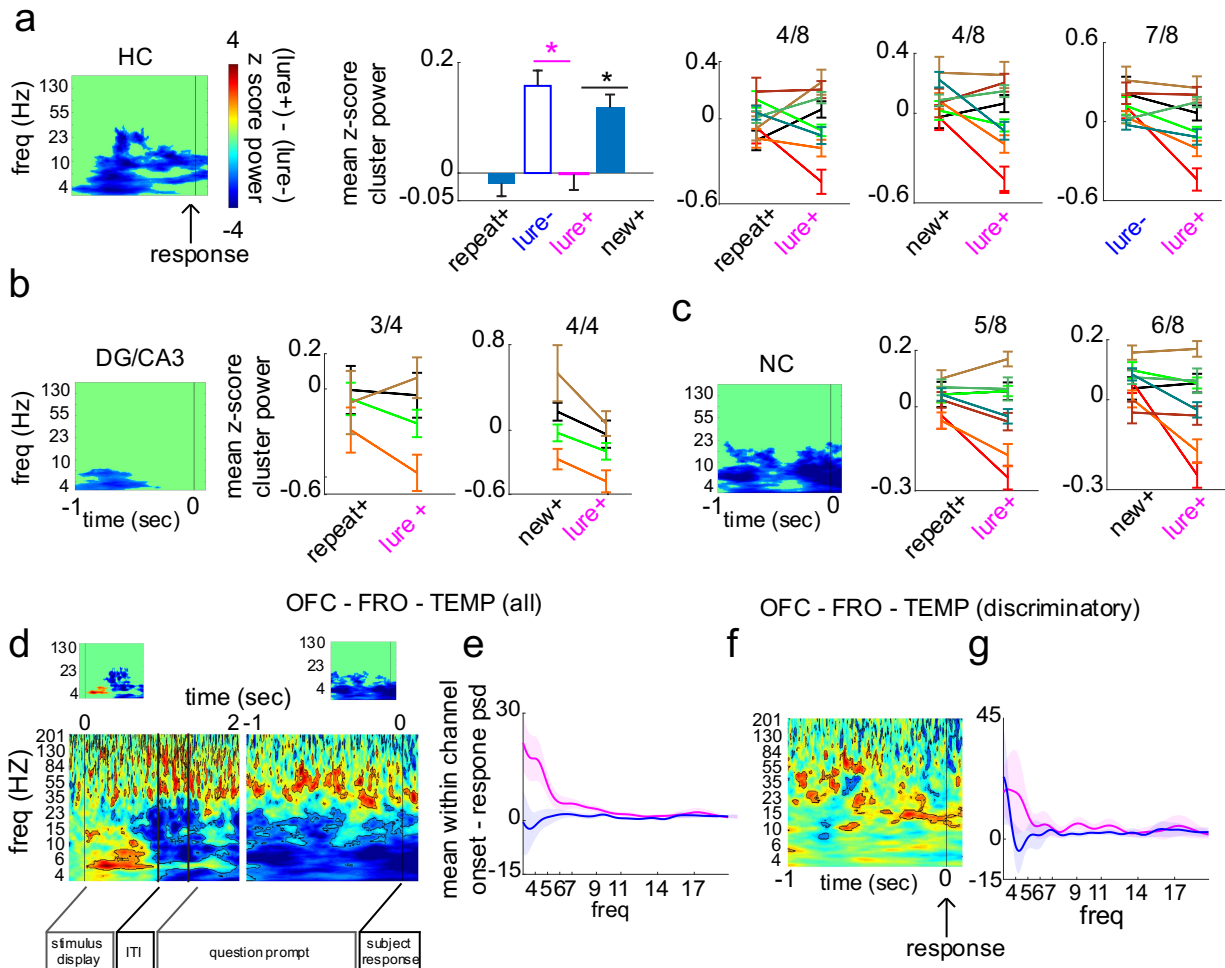 a
HC
freq (Hz)
130
55
23
10
4
4
-4
(lure+) - (lure-)
z score power
response
mean z-score
cluster power
0.2
0
-0.05
*
*
repeat+
lure-
lure+
new+
4/8
0.4
0
-0.6
repeat+
lure+
4/8
0.4
0
-0.6
new+
lure+
7/8
0.6
0
-0.6
lure-
lure+
b
DG/CA3
freq (Hz)
130
55
23
10
4
-1
0
time (sec)
mean z-score
cluster power
3/4
0.2
0
-0.6
repeat+
lure +
4/4
0.8
0
-0.6
new+
lure+
c
NC
130
55
23
10
4
-1
0
time (sec)
5/8
0.2
0
-0.3
repeat+
lure+
6/8
0.2
0
-0.3
new+
lure+
OFC - FRO - TEMP (all)
OFC - FRO - TEMP (discriminatory)
d
130
23
4
130
23
4
time (sec)
0
2
-1
0
freq (HZ)
201
130
84
55
35
23
15
10
6
4
stimulus
display
ITI
question prompt
subject
response
e
mean within channel
onset - respone psd
30
0
-15
4
5
6
7
9
11
14
17
freq
f
201
130
84
55
35
23
15
10
6
4
-1
0
time (sec)
response
g
45
0
-15
4
5
6
7
9
11
14
17
freq